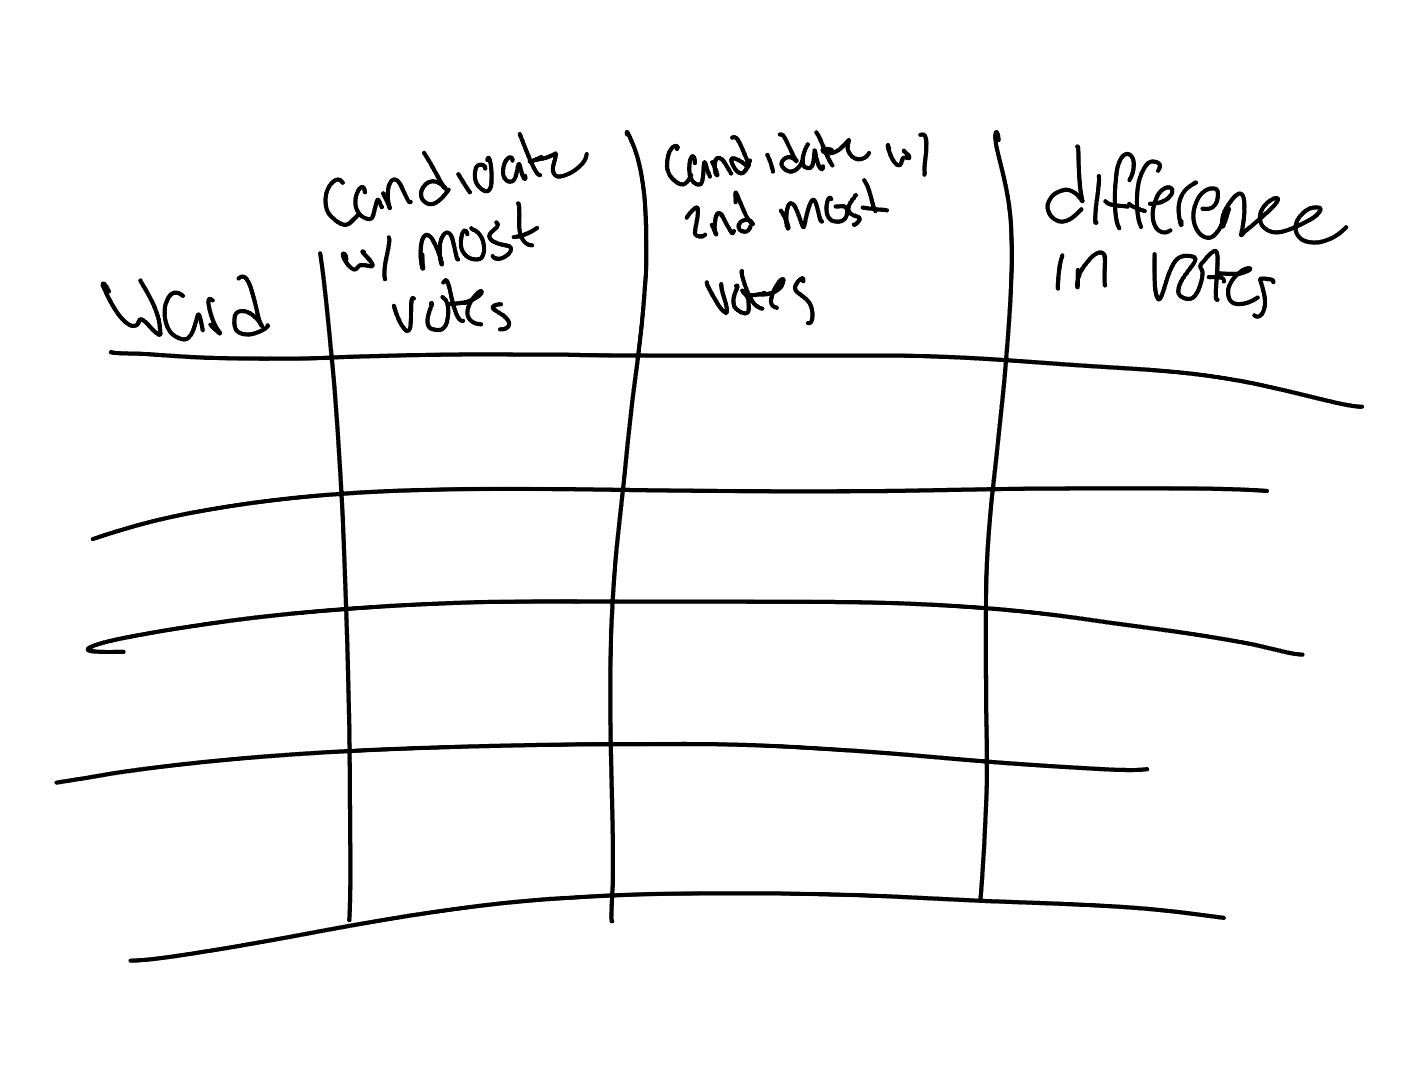 Ward
candidate
w/ most
votes
candidate w/
2nd most
votes
difference
in votes